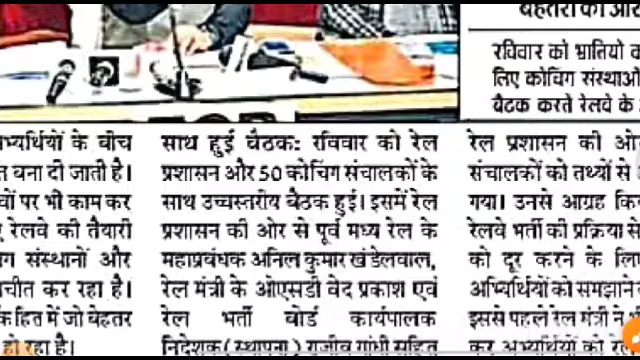 बेहतरी की ओर
रविवार को भ्रांतियों
लिए कोचिंग संस्थाओं
बैठक करते रेलवे के
भ्यर्थियों के बीच
बना दी जाती है।
पर भी काम कर
रेलवे की तैयारी
संस्थानों और
चीत कर रहा है।
हित में जो बेहतर
हो रहा है।
साथ हुई बैठक: रविवार को रेल
प्रशासन और 50 कोचिंग संचालकों के
साथ उच्चस्तरीय बैठक हुई। इसमें रेल
प्रशासन की ओर से पूर्व मध्य रेल के
महाप्रबंधक अनिल कुमार खंडेलवाल,
रेल मंत्री के ओएसडी वेद प्रकाश एवं
रेल भर्ती बोर्ड कार्यपालक
निदेशक (स्थापना) राजीव गांधी सहित
रेल प्रशासन की ओ
संचालकों को तथ्यों से
गया। उनसे आग्रह कि
रेलवे भर्ती की प्रक्रिया से
को दूर करने के लिए
अभ्यर्थियों को समझाने
इससे पहले रेल मंत्री ने
कर अभ्यर्थियों को